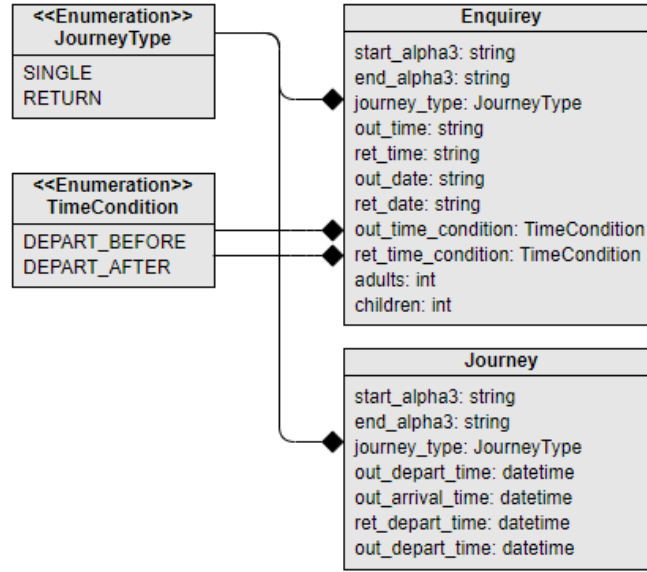 <<Enumeration>>
JourneyType
SINGLE
RETURN
<<Enumeration>>
TimeCondition
DEPART_BEFORE
DEPART_AFTER
Enquirey
start_alpha3: string
end_alpha3: string
journey_type: JourneyType
out_time: string
ret_time: string
out_date: string
ret_date: string
out_time_condition: TimeCondition
ret_time_condition: TimeCondition
adults: int
children: int
Journey
start_alpha3: string
end_alpha3: string
journey_type: JourneyType
out_depart_time: datetime
out_arrival_time: datetime
ret_depart_time: datetime
out_depart_time: datetime